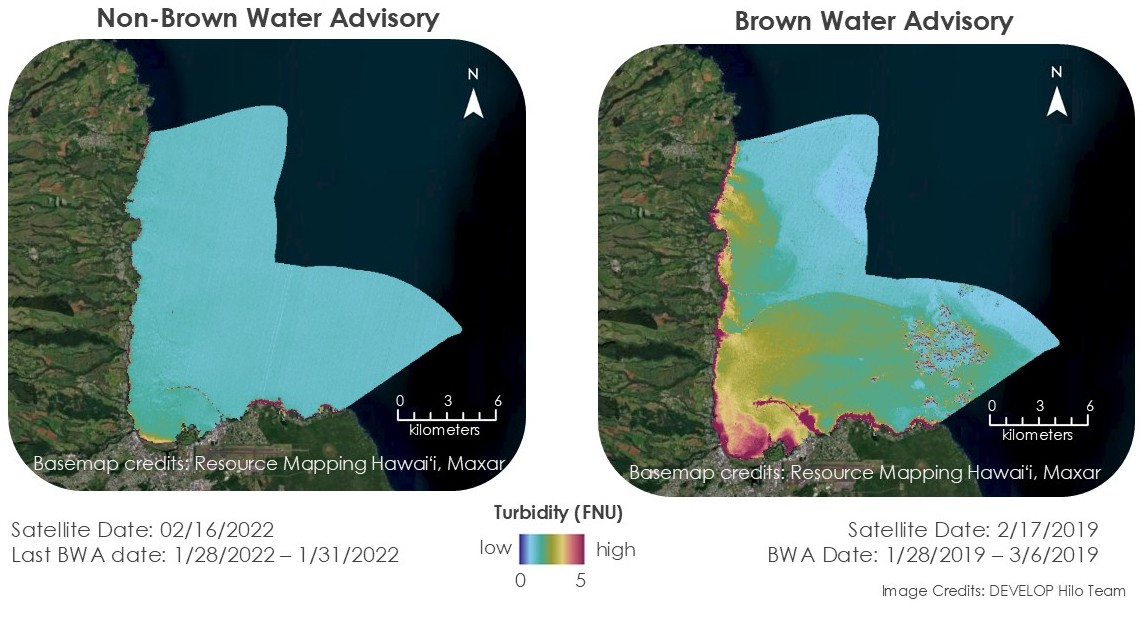 Non-Brown Water Advisory
Brown Water Advisory
N
N
0 3 6
kilometers
0 3 6
kilometers
Basemap credits: Resource Mapping Hawaiʻi, Maxar
Basemap credits: Resource Mapping Hawaiʻi, Maxar
Satellite Date: 02/16/2022
Last BWA date: 1/28/2022 – 1/31/2022
Turbidity (FNU)
low high
0 5
Satellite Date: 2/17/2019
BWA Date: 1/28/2019 – 3/6/2019
Image Credits: DEVELOP Hilo Team